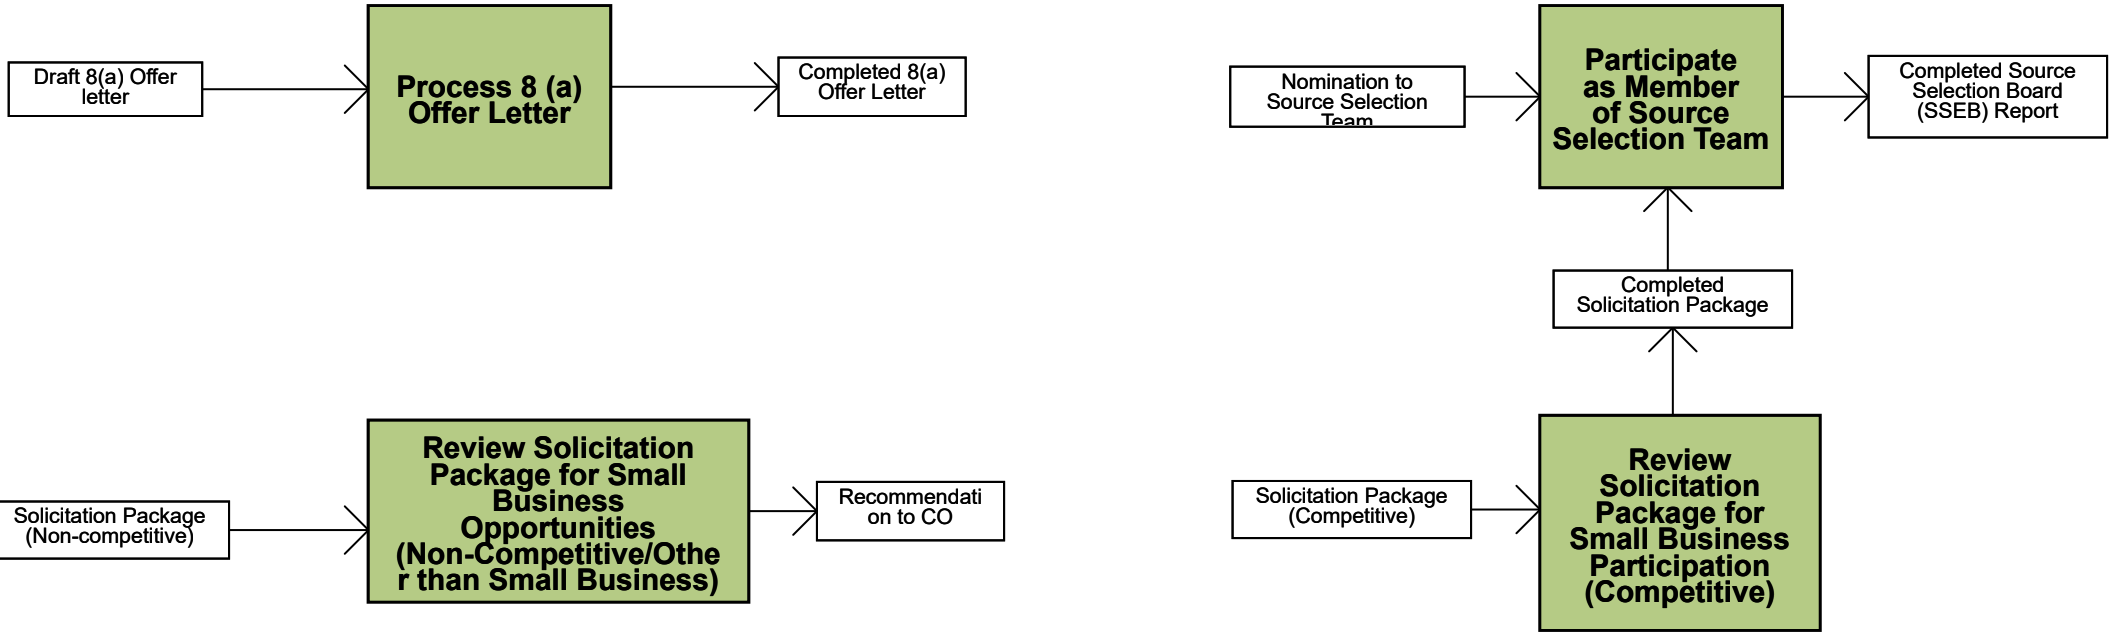 Draft 8(a) Offer
letter
Process 8 (a)
Offer Letter
Completed 8(a)
Offer Letter
Nomination to
Source Selection
Team
Participate
as Member
of Source
Selection Team
Completed Source
Selection Board
(SSEB) Report
Completed
Solicitation Package
Solicitation Package
(Non-competitive)
Review Solicitation
Package for Small
Business
Opportunities
(Non-Competitive/Othe
r than Small Business)
Recommendati
on to CO
Solicitation Package
(Competitive)
Review
Solicitation
Package for
Small Business
Participation
(Competitive)